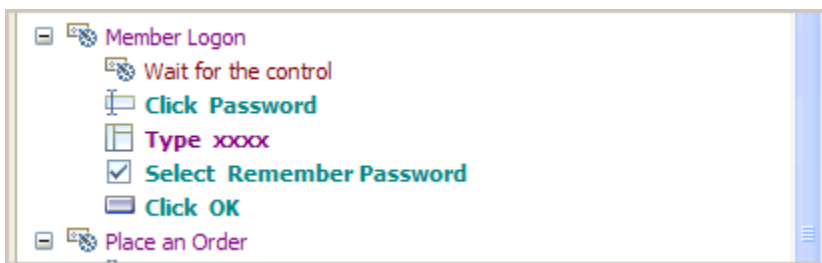 Member Logon
Wait for the control
Click Password
Type xxxx
Select Remember Password
Click OK
Place an Order